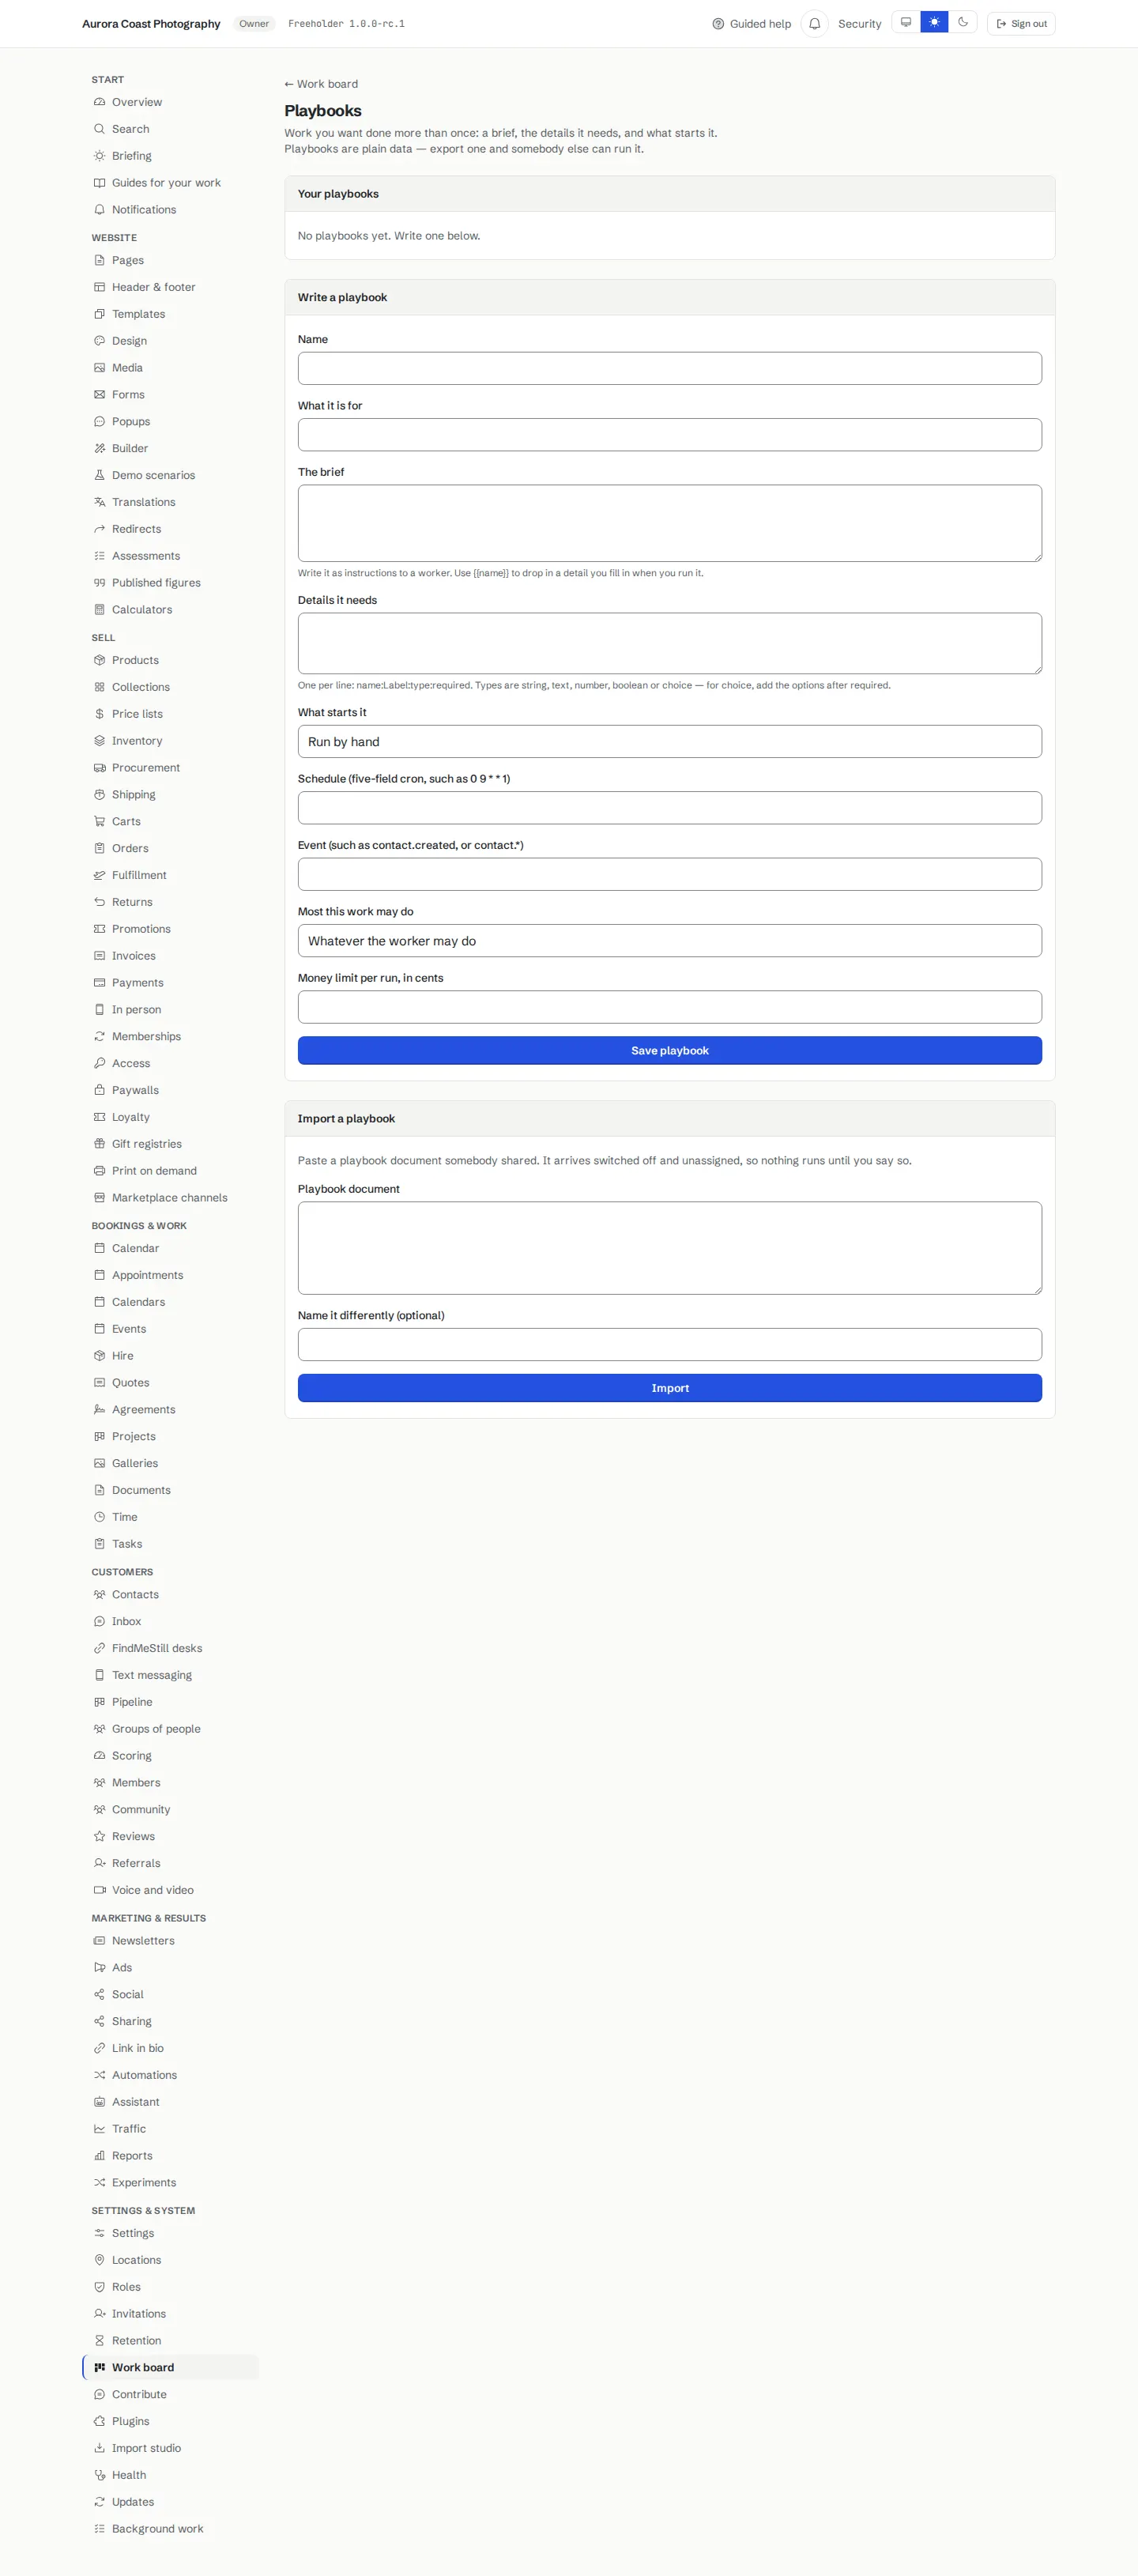 Aurora Coast Photography
Owner
Freeholder 1.0.0-rc.1
Guided help
Security
Sign out
START
Overview
Search
Briefing
Guides for your work
Notifications
WEBSITE
Pages
Header & footer
Templates
Design
Media
Forms
Popups
Builder
Demo scenarios
Translations
Redirects
Assessments
Published figures
Calculators
SELL
Products
Collections
Price lists
Inventory
Procurement
Shipping
Carts
Orders
Fulfillment
Returns
Promotions
Invoices
Payments
In person
Memberships
Access
Paywalls
Loyalty
Gift registries
Print on demand
Marketplace channels
BOOKINGS & WORK
Calendar
Appointments
Calendars
Events
Hire
Quotes
Agreements
Projects
Galleries
Documents
Time
Tasks
CUSTOMERS
Contacts
Inbox
FindMeStill desks
Text messaging
Pipeline
Groups of people
Scoring
Members
Community
Reviews
Referrals
Voice and video
MARKETING & RESULTS
Newsletters
Ads
Social
Sharing
Link in bio
Automations
Assistant
Traffic
Reports
Experiments
SETTINGS & SYSTEM
Settings
Locations
Roles
Invitations
Retention
Work board
Contribute
Plugins
Import studio
Health
Updates
Background work
← Work board
Playbooks
Work you want done more than once: a brief, the details it needs, and what starts it.
Playbooks are plain data — export one and somebody else can run it.
Your playbooks
No playbooks yet. Write one below.
Write a playbook
Name
What it is for
The brief
Write it as instructions to a worker. Use {{name}} to drop in a detail you fill in when you run it.
Details it needs
One per line: name:Label:type:required. Types are string, text, number, boolean or choice — for choice, add the options after required.
What starts it
Run by hand
Schedule (five-field cron, such as 0 9 * * 1)
Event (such as contact.created, or contact.*)
Most this work may do
Whatever the worker may do
Money limit per run, in cents
Save playbook
Import a playbook
Paste a playbook document somebody shared. It arrives switched off and unassigned, so nothing runs until you say so.
Playbook document
Name it differently (optional)
Import